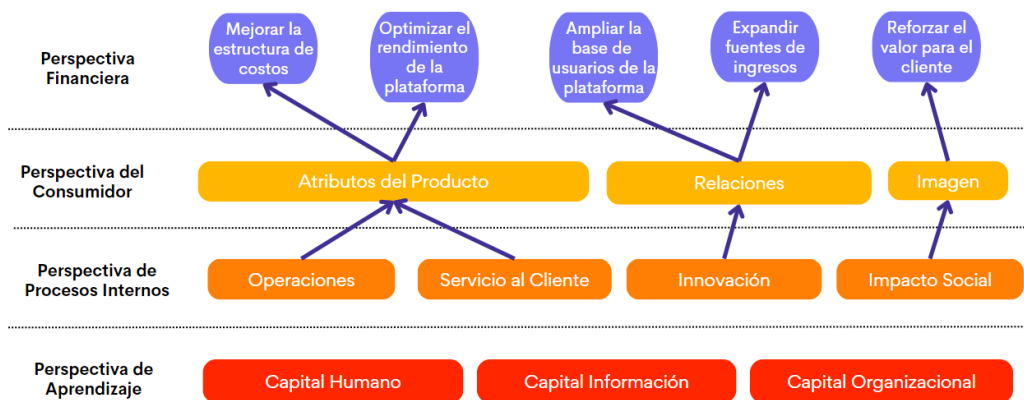 Perspectiva
Financiera
Mejorar la
estructura de
costos
Optimizar el
rendimiento
de la
plataforma
Ampliar la
base de
usuarios de la
plataforma
Expandir
fuentes de
ingresos
Reforzar el
valor para el
cliente
Perspectiva del
Consumidor
Atributos del Producto
Relaciones
Imagen
Perspectiva de
Procesos Internos
Operaciones
Servicio al Cliente
Innovación
Impacto Social
Perspectiva de
Aprendizaje
Capital Humano
Capital Información
Capital Organizacional